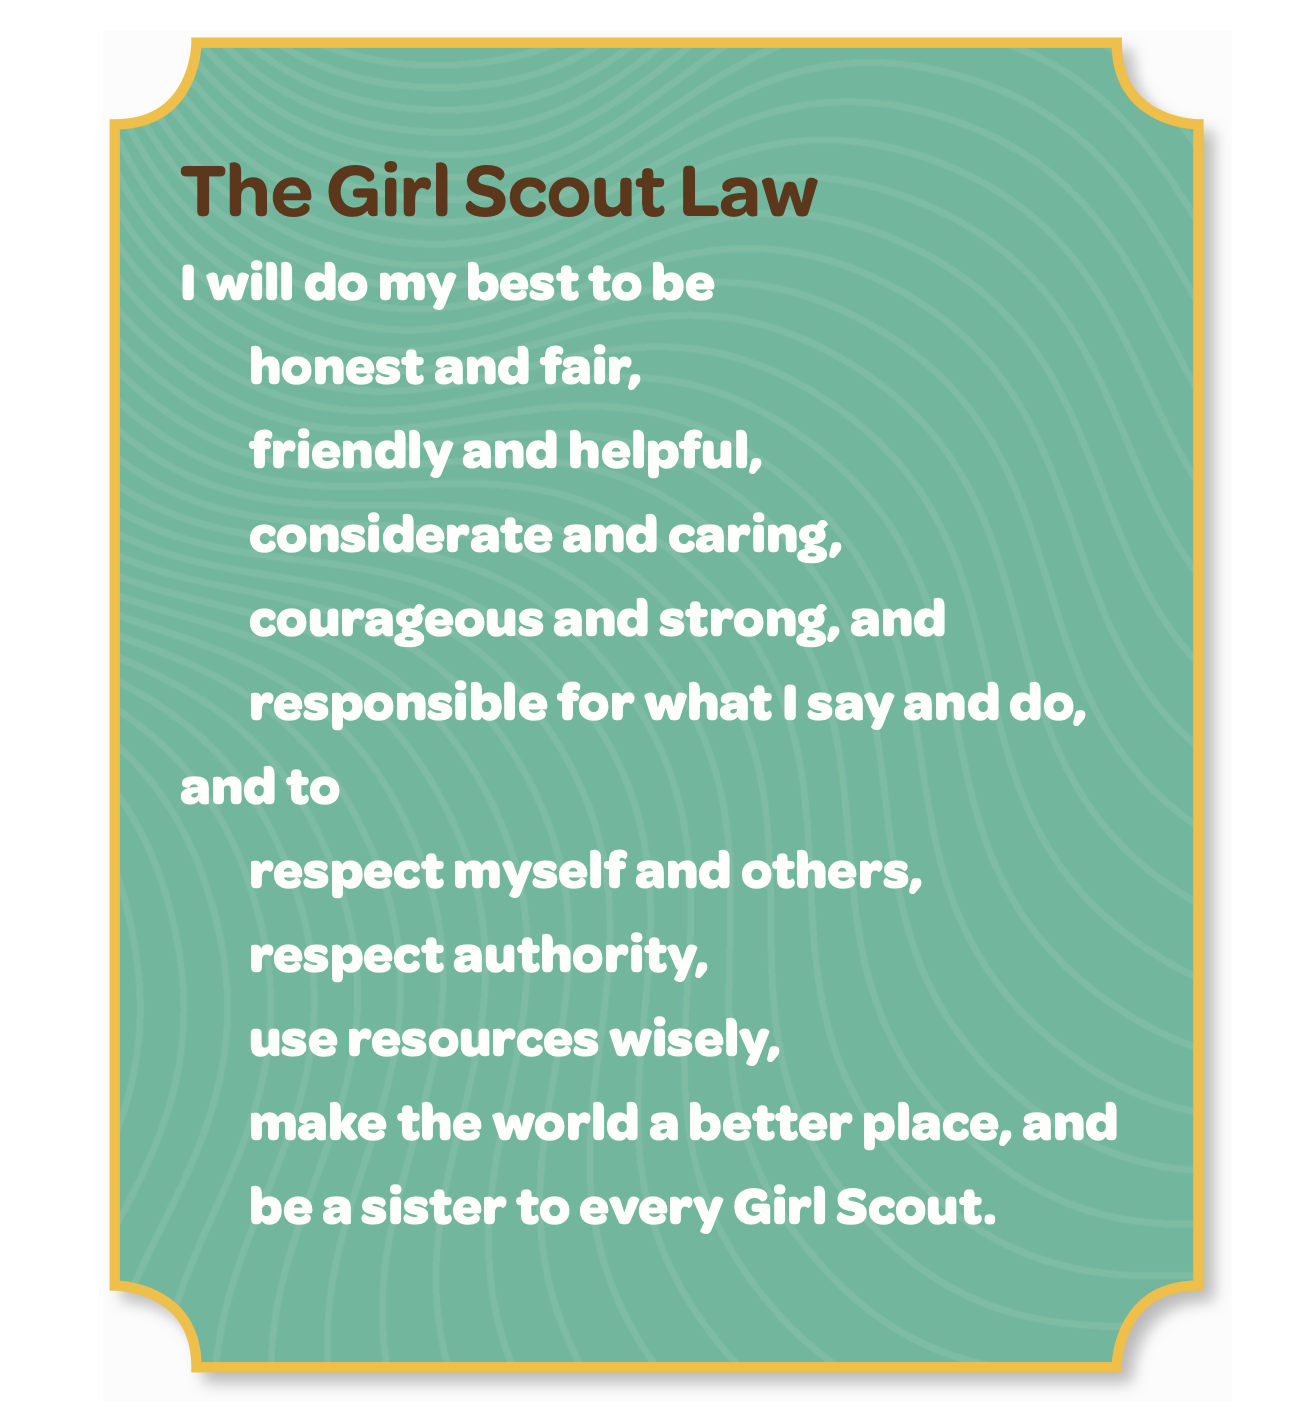 The Girl Scout Law
I will do my best to be
honest and fair,
friendly and helpful,
considerate and caring,
courageous and strong, and
responsible for what I say and do,
and to
respect myself and others,
respect authority,
use resources wisely,
make the world a better place, and
be a sister to every Girl Scout.